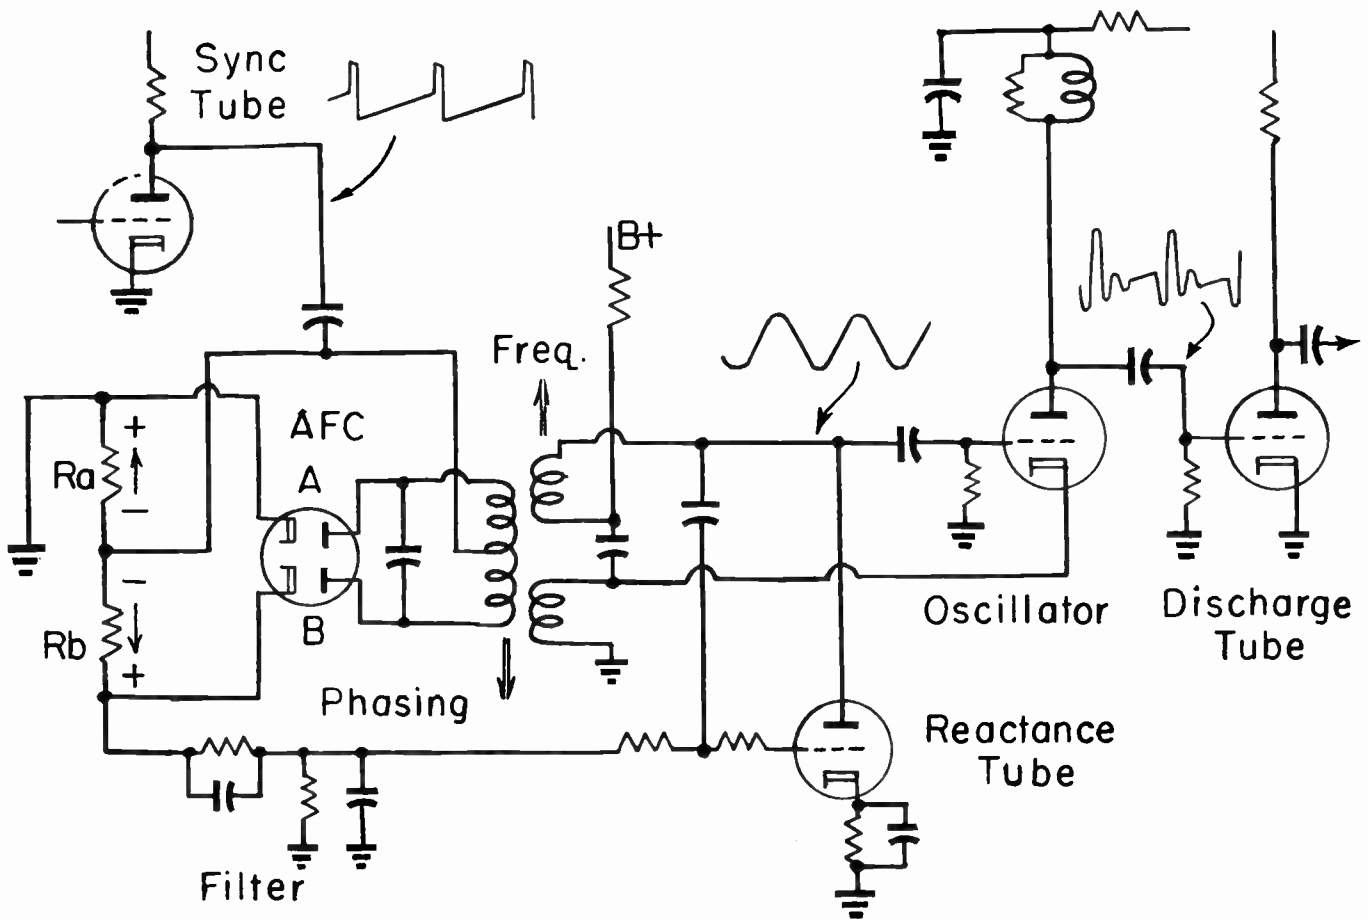 Sync
Tube
B+
Freq.
AFC
A
+
Ra
−
−
Rb
+
B
Phasing
Oscillator
Discharge
Tube
Reactance
Tube
Filter